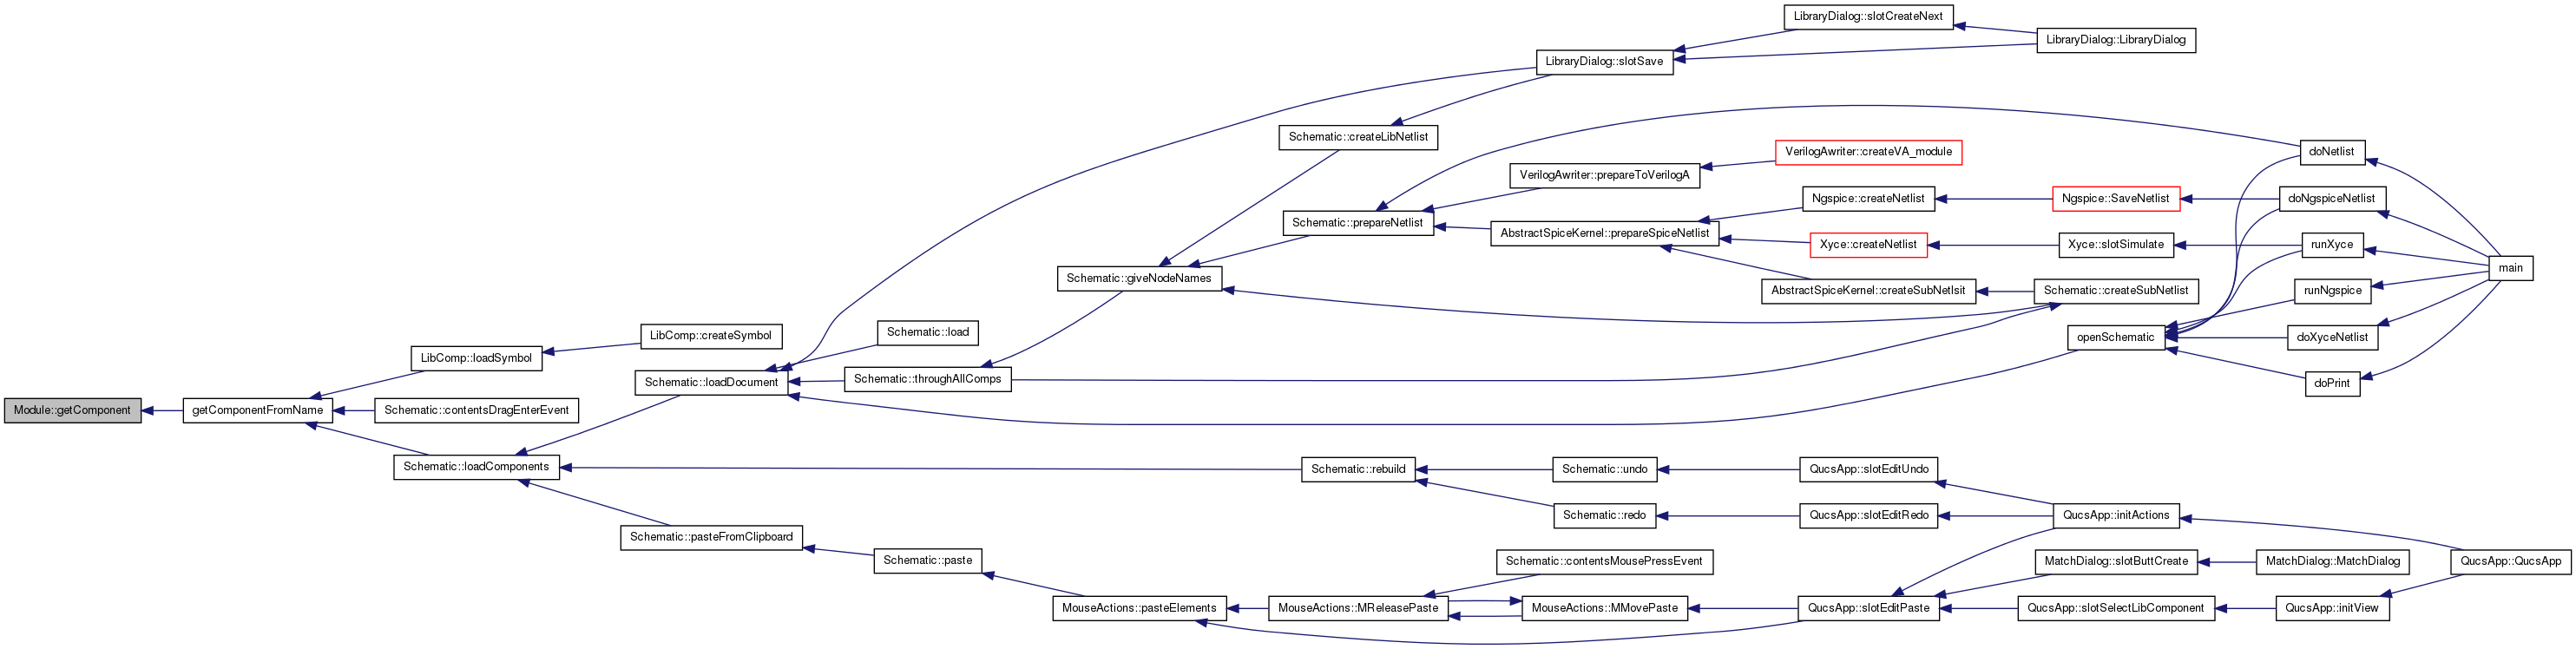 LibraryDialog::slotCreateNext
LibraryDialog::LibraryDialog
LibraryDialog::slotSave
Schematic::createLibNetlist
VerilogAwriter::createVA_module
doNetlist
VerilogAwriter::prepareToVerilogA
Ngspice::createNetlist
Ngspice::SaveNetlist
doNgspiceNetlist
Schematic::prepareNetlist
AbstractSpiceKernel::prepareSpiceNetlist
Xyce::createNetlist
Xyce::slotSimulate
runXyce
main
Schematic::giveNodeNames
AbstractSpiceKernel::createSubNetlsit
Schematic::createSubNetlist
runNgspice
Schematic::load
LibComp::createSymbol
openSchematic
doXyceNetlist
LibComp::loadSymbol
Schematic::loadDocument
Schematic::throughAllComps
doPrint
Module::getComponent
getComponentFromName
Schematic::contentsDragEnterEvent
Schematic::loadComponents
Schematic::rebuild
Schematic::undo
QucsApp::slotEditUndo
Schematic::redo
QucsApp::slotEditRedo
QucsApp::initActions
Schematic::pasteFromClipboard
Schematic::paste
Schematic::contentsMousePressEvent
MatchDialog::slotButtCreate
MatchDialog::MatchDialog
QucsApp::QucsApp
MouseActions::pasteElements
MouseActions::MReleasePaste
MouseActions::MMovePaste
QucsApp::slotEditPaste
QucsApp::slotSelectLibComponent
QucsApp::initView